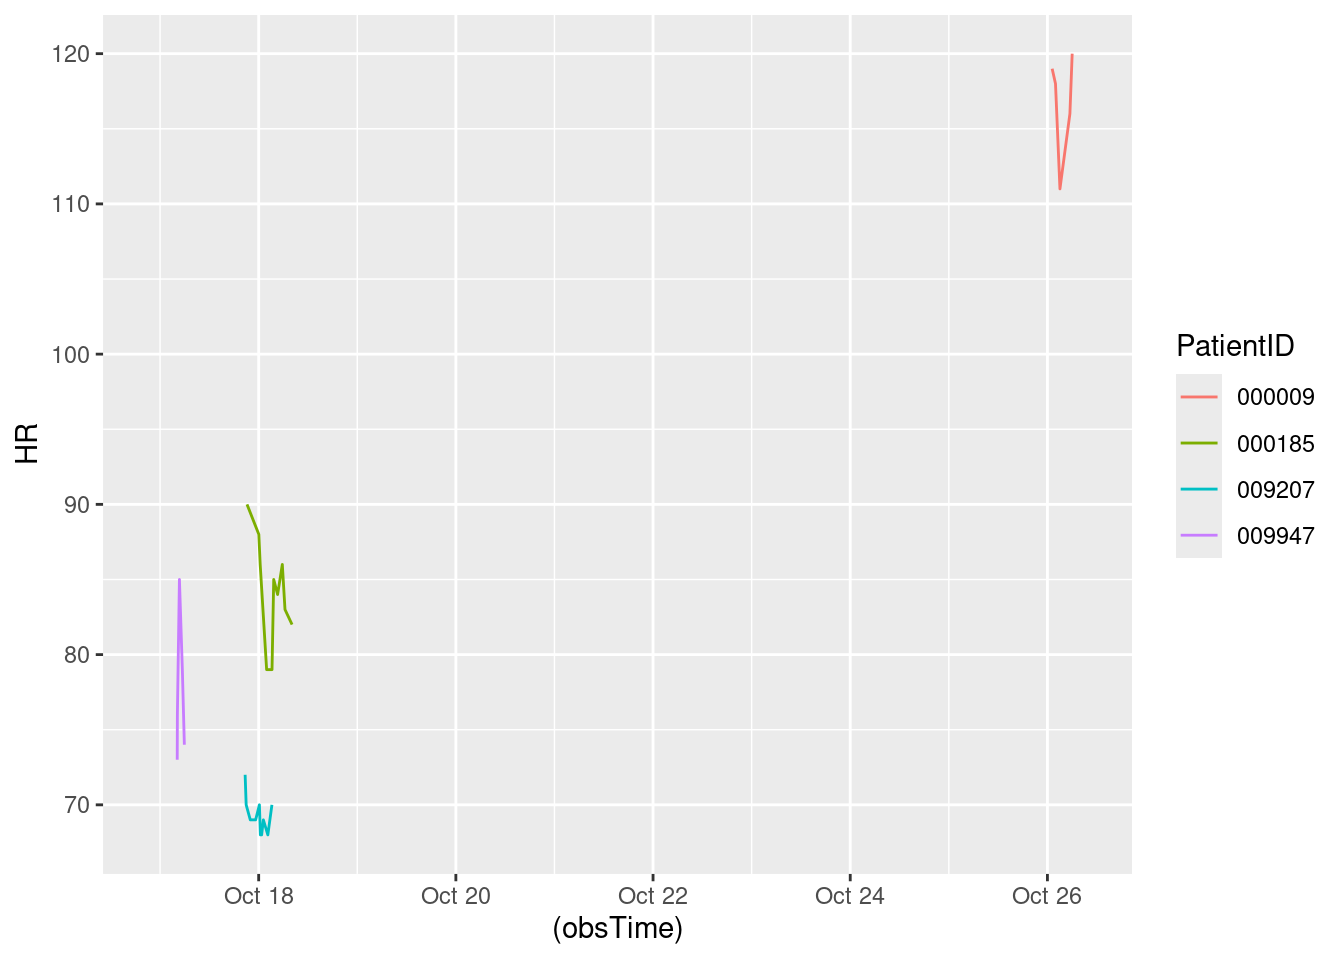 120
110
100
90
80
70
HR
Oct 18
Oct 20
Oct 22
Oct 24
Oct 26
(obsTime)
PatientID
000009
000185
009207
009947